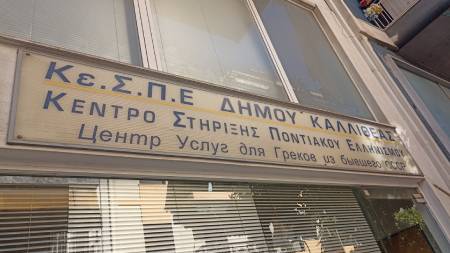 Κε.Σ.Π.Ε ΔΗΜΟΥ ΚΑΛΛΙΘΕΑΣ
ΚΕΝΤΡΟ ΣΤΗΡΙΞΗΣ ΠΟΝΤΙΑΚΟΥ ΕΛΛΗΝΙΣΜΟΥ
Центр Услуг для Греков из бывшего СССР